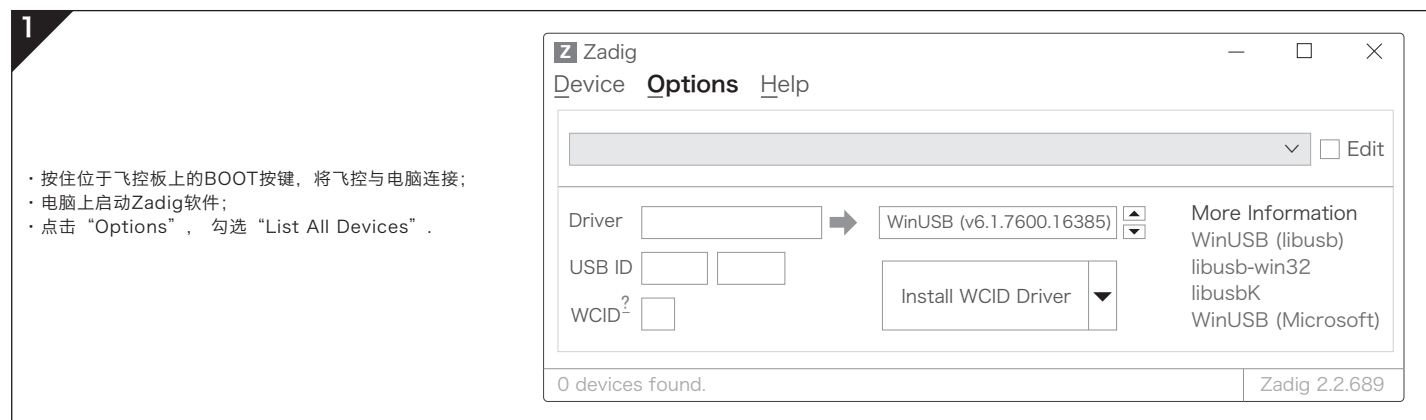 1
・按住位于飞控板上的BOOT按键，将飞控与电脑连接；
・电脑上启动Zadig软件；
・点击“Options”， 勾选“List All Devices”.
Z Zadig
Device Options Help
Edit
Driver
WinUSB (v6.1.7600.16385)
USB ID
WCID?
Install WCID Driver
More Information
WinUSB (libusb)
libusb-win32
libusbK
WinUSB (Microsoft)
0 devices found.
Zadig 2.2.689